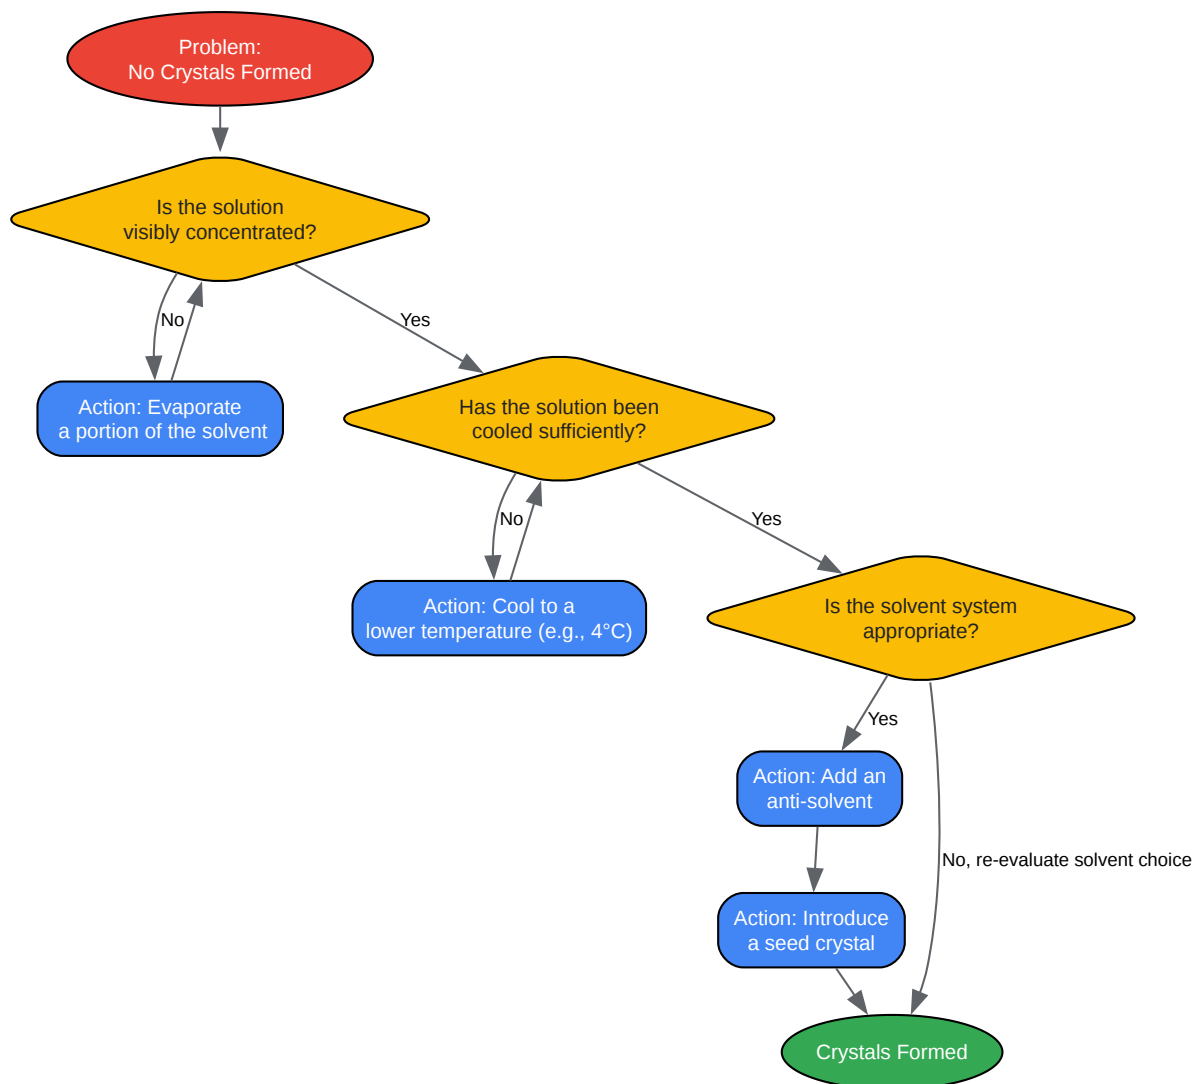 Problem:
No Crystals Formed
Is the solution
visibly concentrated?
No
Yes
Action: Evaporate
a portion of the solvent
Has the solution been
cooled sufficiently?
No
Yes
Action: Cool to a
lower temperature (e.g., 4°C)
Is the solvent system
appropriate?
Yes
Action: Add an
anti-solvent
No, re-evaluate solvent choice
Action: Introduce
a seed crystal
Crystals Formed